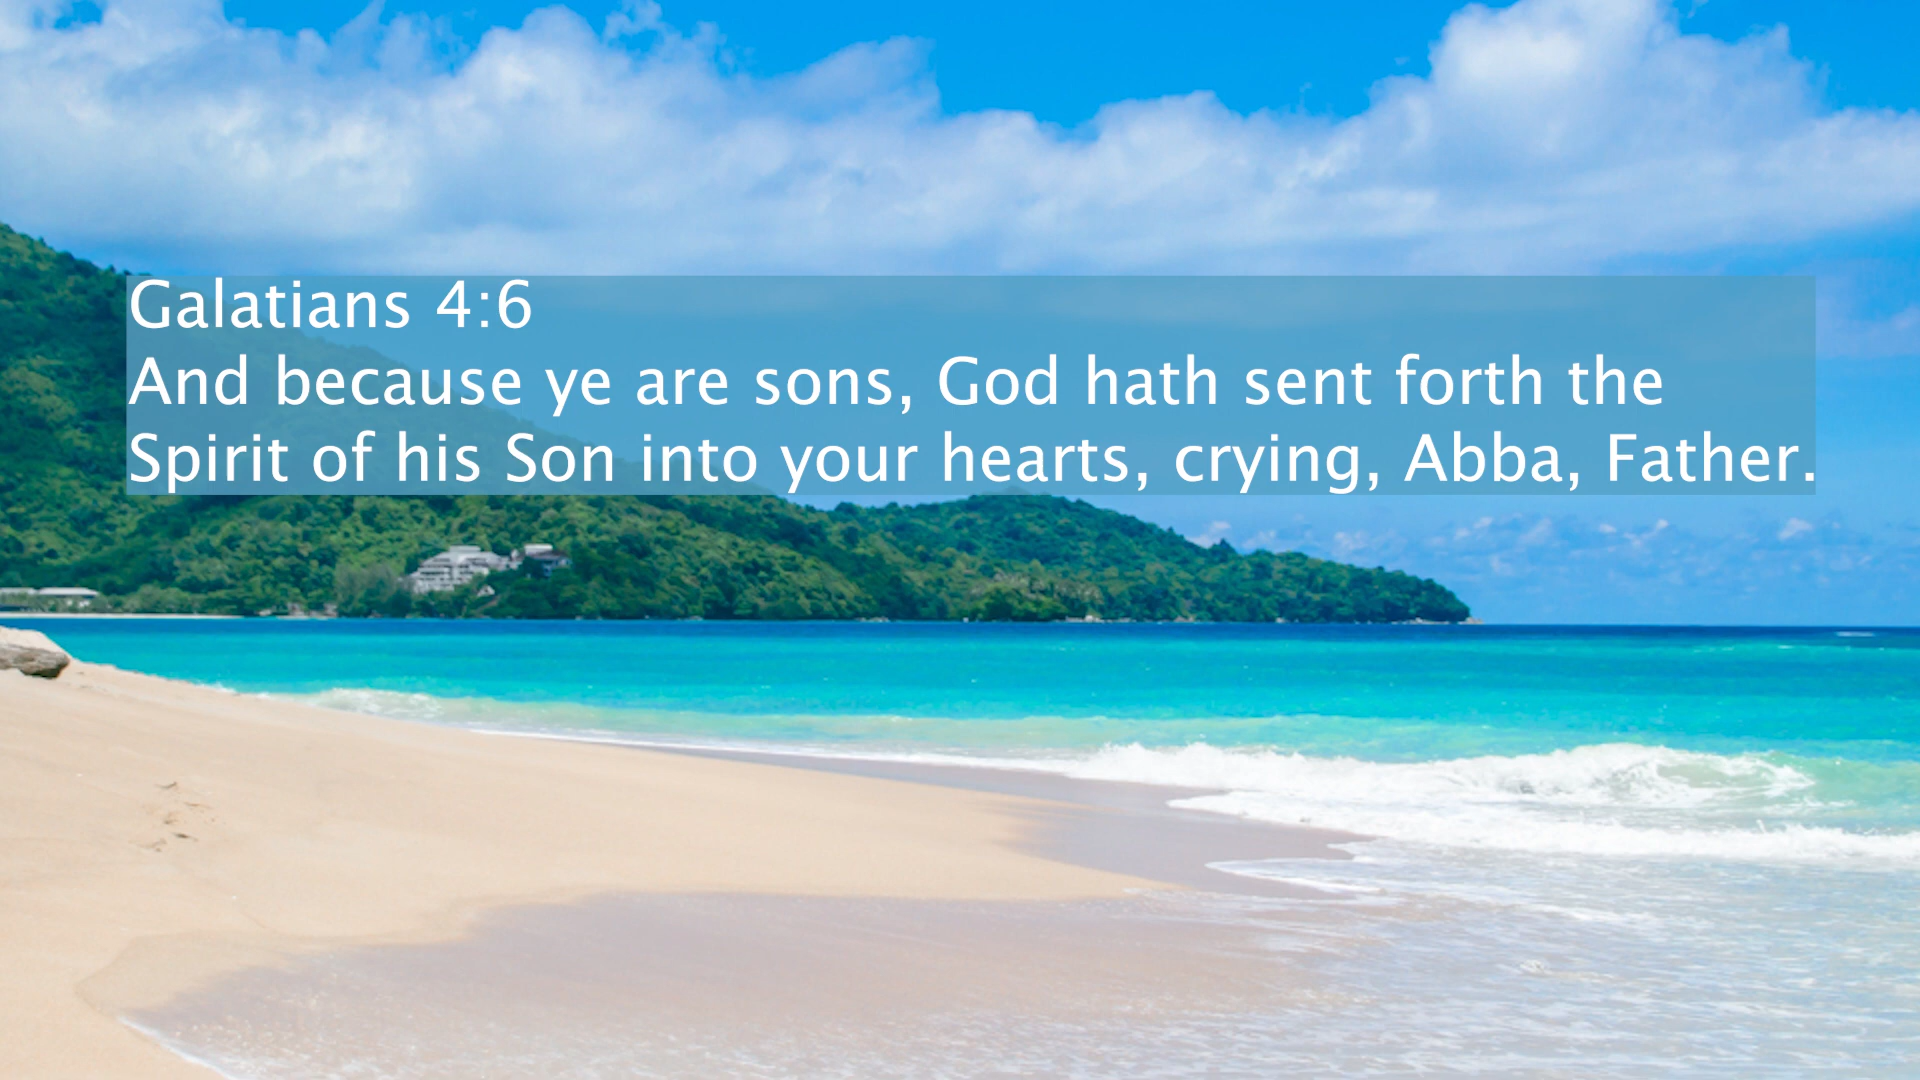 Galatians 4:6
And because ye are sons, God hath sent forth the
Spirit of his Son into your hearts, crying, Abba, Father.